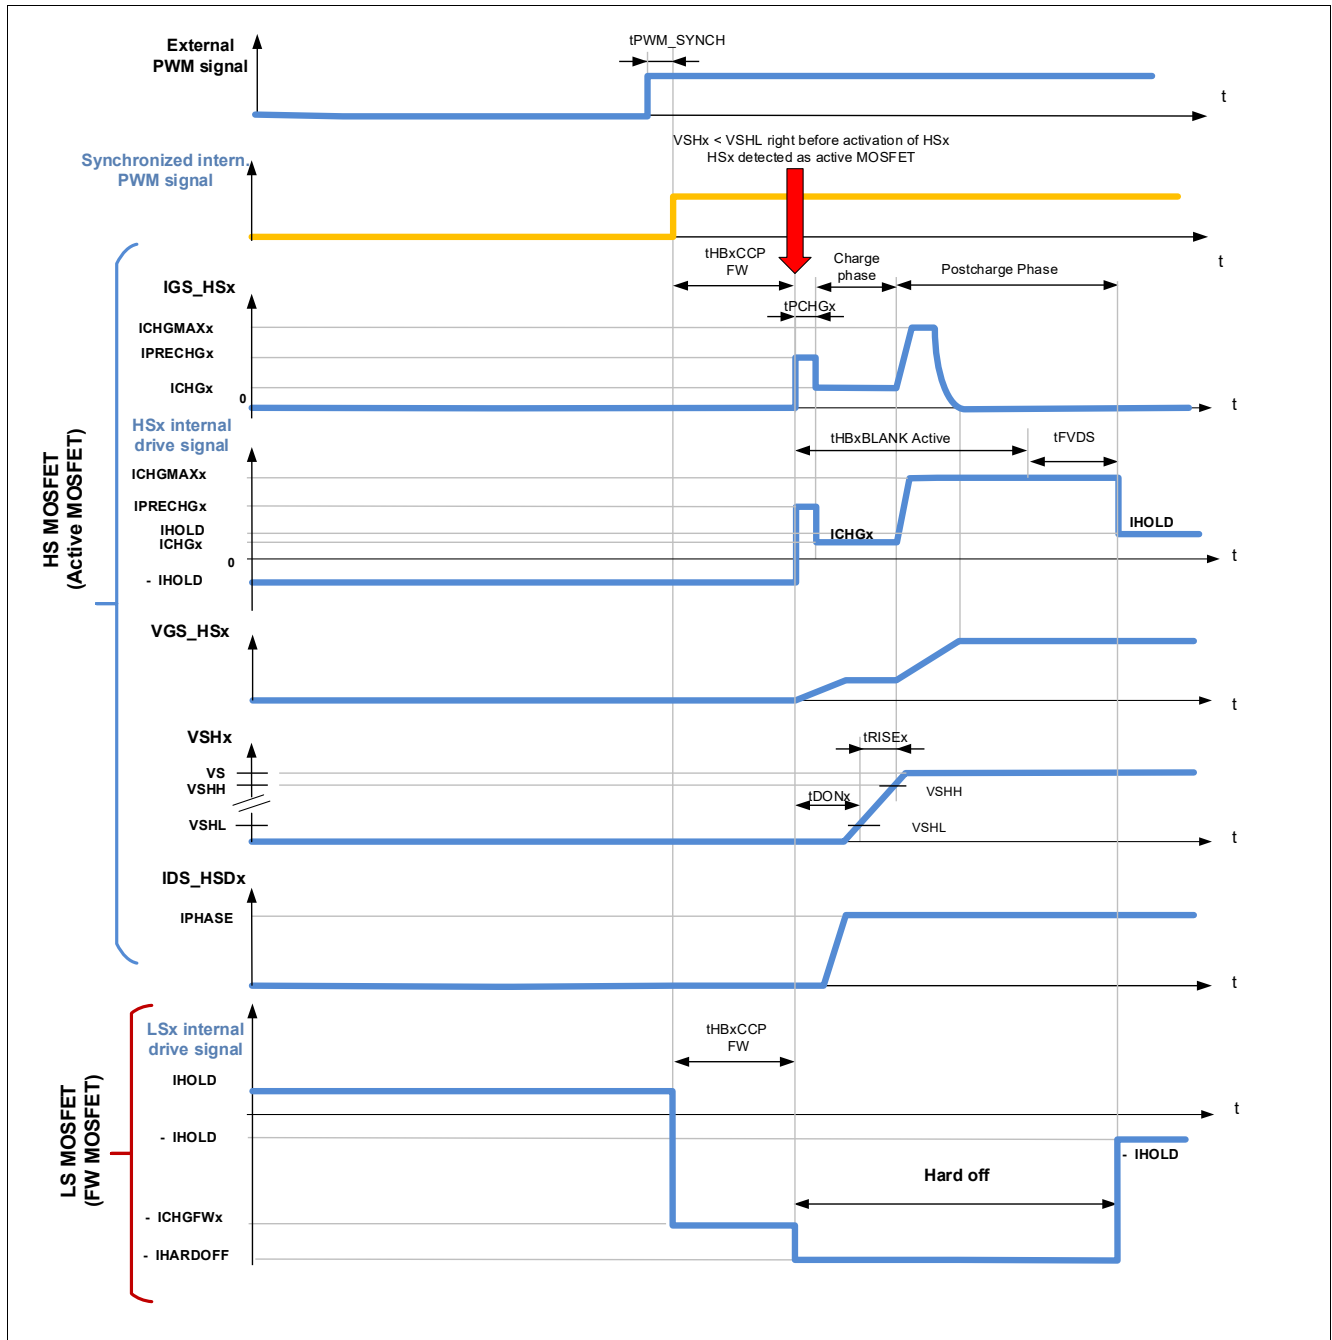 External
PWM signal
tPWM_SYNCH
t
VSHx < VSHL right before activation of HSx
HSx detected as active MOSFET
Synchronized intern.
PWM signal
t
HS MOSFET
(Active MOSFET)
IGS_HSx
tHBxCCP
FW
Charge
phase
Postcharge Phase
tPCHGx
ICHGMAXx
IPRECHGx
ICHGx
0
t
HSx internal
drive signal
tHBxBLANK Active
tFVDS
ICHGMAXx
IPRECHGx
IHOLD
ICHGx
ICHGx
IHOLD
0
t
- IHOLD
VGS_HSx
t
VSHx
tRISEx
VS
VSHH
tDONx
VSHH
VSHL
VSHL
t
IDS_HSDx
IPHASE
t
LS MOSFET
(FW MOSFET)
LSx internal
drive signal
tHBxCCP
FW
IHOLD
t
- IHOLD
- IHOLD
Hard off
- ICHGFWx
- IHARDOFF